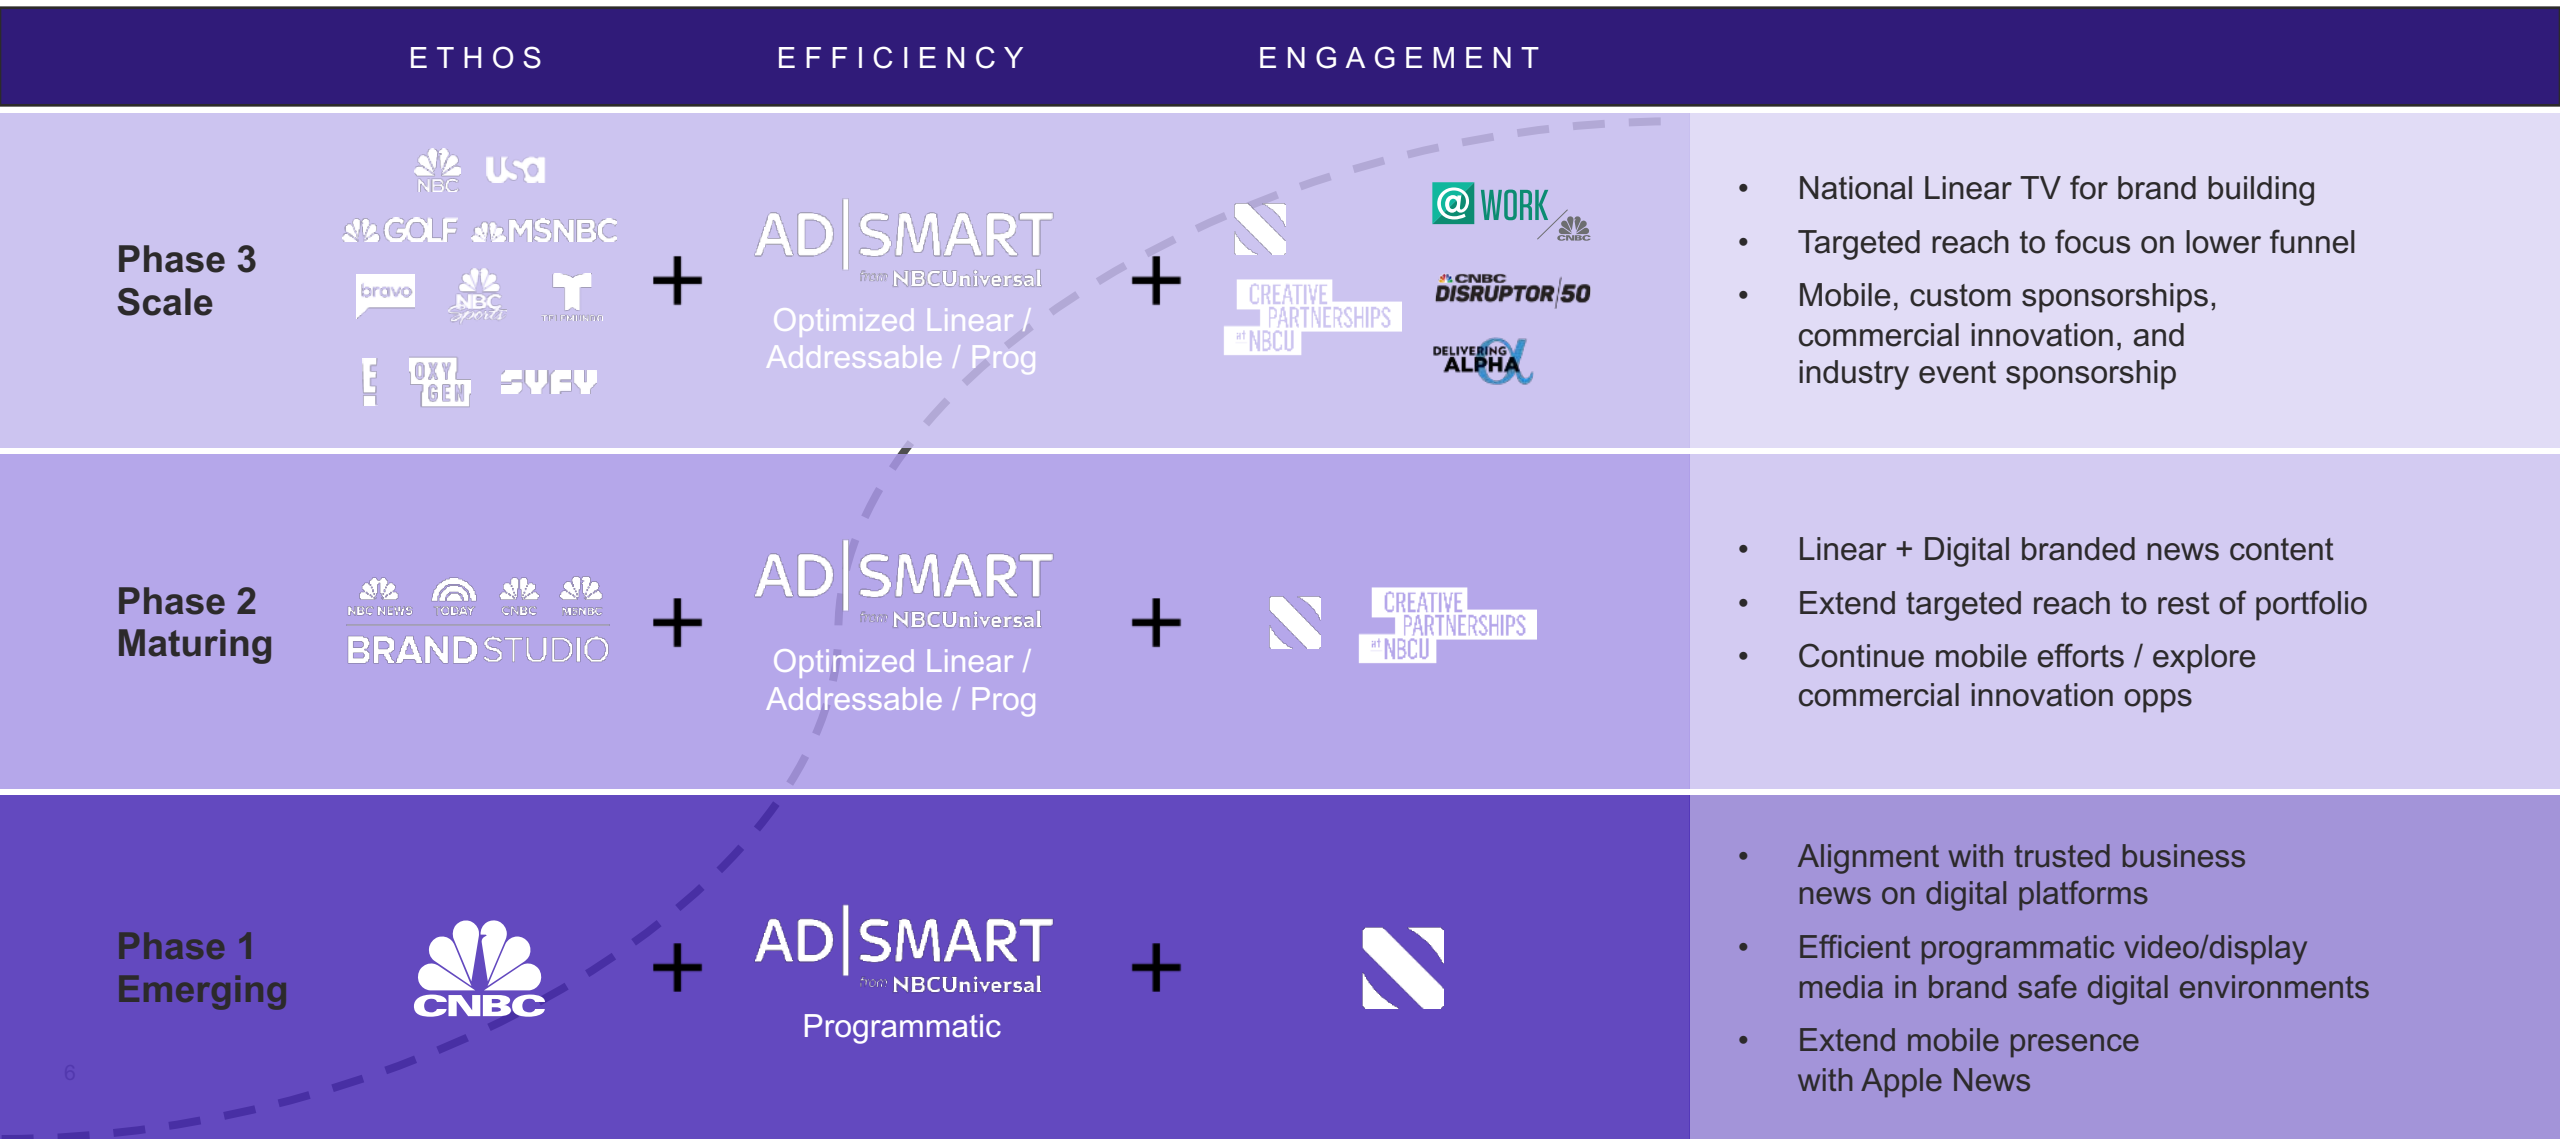 ETHOS EFFICIENCY ENGAGEMENT
Phase 3
Scale
NBC usa
GOLF MSNBC
bravo NBC Sports TELEMUNDO
E! OXYGEN SYFY
+
AD|SMART
from NBCUniversal
Optimized Linear /
Addressable / Prog
+
CREATIVE
PARTNERSHIPS
at NBCU
@WORK
CNBC
CNBC
DISRUPTOR/50
DELIVERING
ALPHA
• National Linear TV for brand building
• Targeted reach to focus on lower funnel
• Mobile, custom sponsorships,
commercial innovation, and
industry event sponsorship
Phase 2
Maturing
NBC NEWS TODAY CNBC MSNBC
BRAND STUDIO
+
AD|SMART
from NBCUniversal
Optimized Linear /
Addressable / Prog
+
CREATIVE
PARTNERSHIPS
at NBCU
• Linear + Digital branded news content
• Extend targeted reach to rest of portfolio
• Continue mobile efforts / explore
commercial innovation opps
Phase 1
Emerging
CNBC
+
AD|SMART
from NBCUniversal
Programmatic
+
• Alignment with trusted business
news on digital platforms
• Efficient programmatic video/display
media in brand safe digital environments
• Extend mobile presence
with Apple News
6